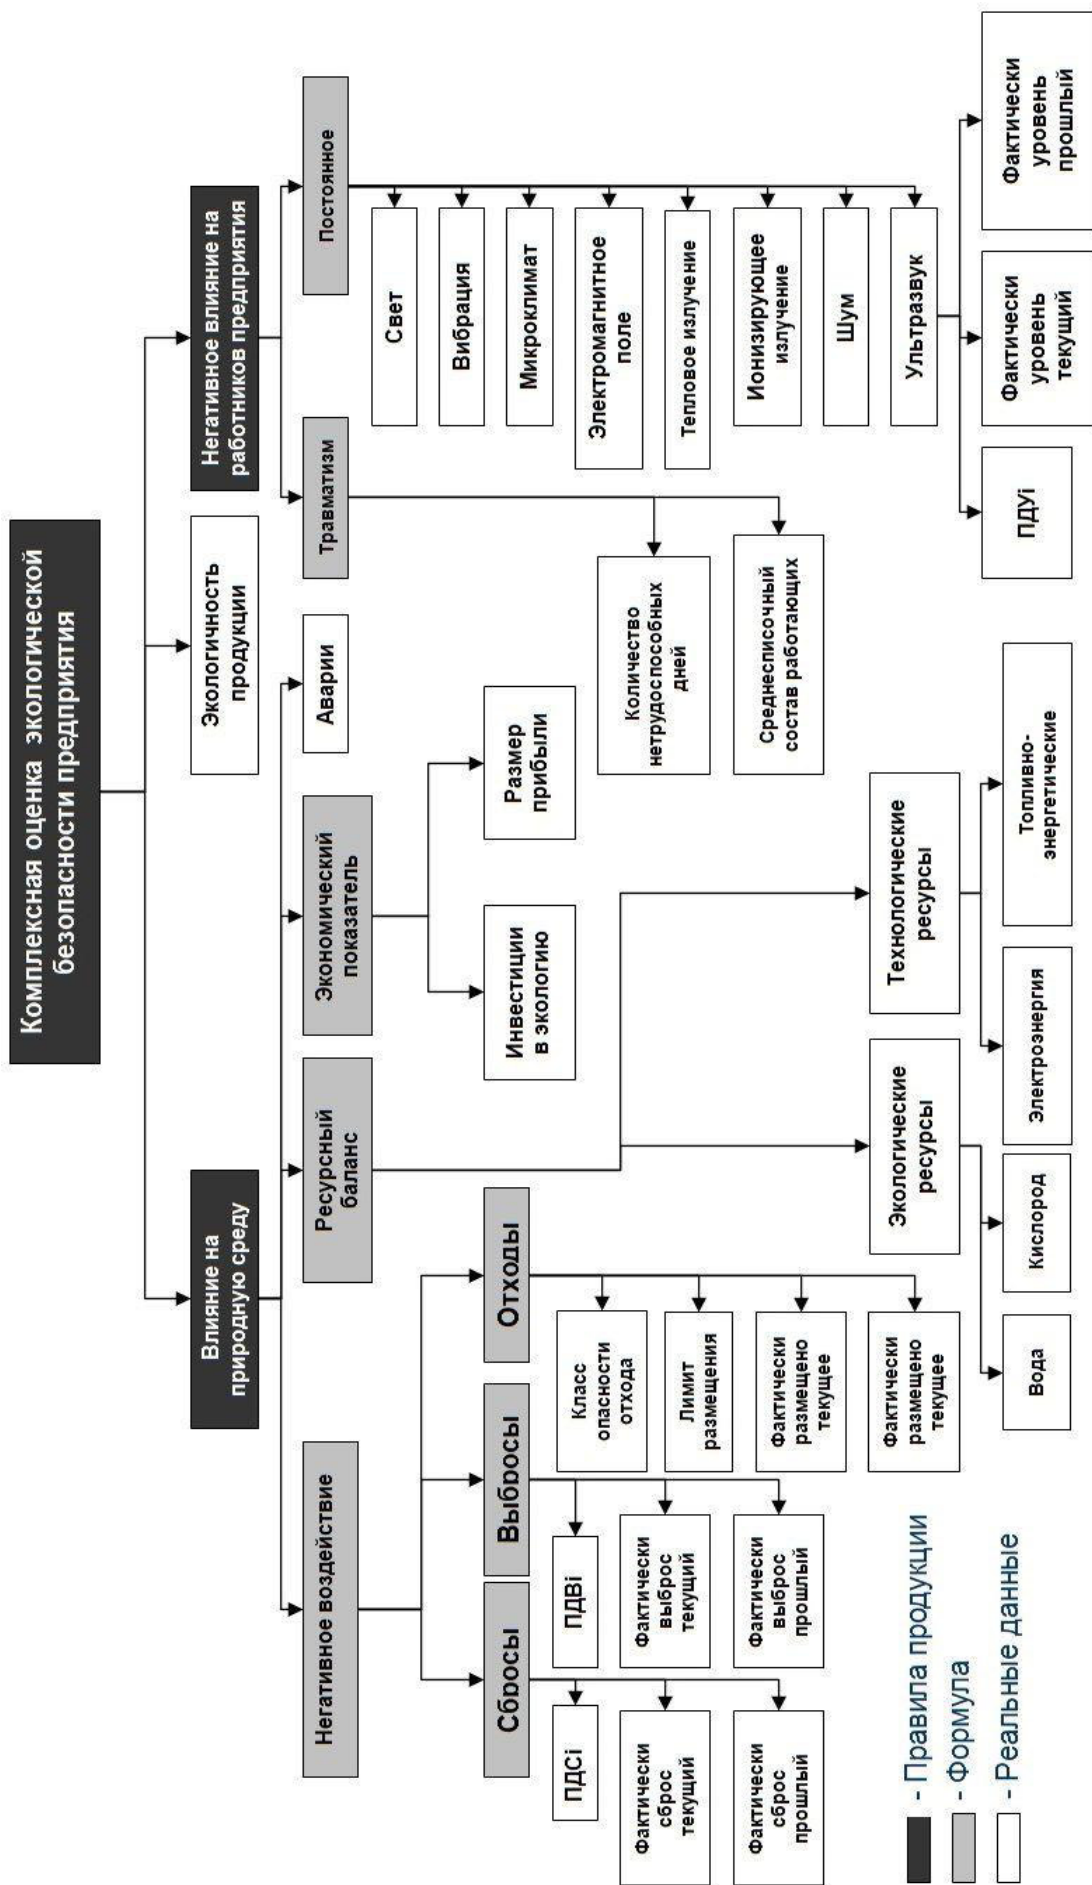 Комплексная оценка экологической
безопасности предприятия
Влияние на
природную среду
Экологичность
продукции
Негативное влияние на
работников предприятия
Негативное воздействие
Ресурсный
баланс
Экономический
показатель
Аварии
Травматизм
Постоянное
Сбросы
Выбросы
Отходы
Инвестиции
в экологию
Размер
прибыли
ПДСi
Фактически
сброс
текущий
Фактически
сброс
прошлый
ПДВi
Фактически
выброс
текущий
Фактически
выброс
прошлый
Класс
опасности
отхода
Лимит
размещения
Фактически
размещено
текущее
Фактически
размещено
текущее
Количество
нетрудоспособных
дней
Среднесписочный
состав работающих
Свет
Вибрация
Микроклимат
Электромагнитное
поле
Тепловое излучение
Ионизирующее
излучение
Шум
Ультразвук
Экологические
ресурсы
Технологические
ресурсы
Вода
Кислород
Электроэнергия
Топливно-
энергетические
ПДУi
Фактически
уровень
текущий
Фактически
уровень
прошлый
- Правила продукции
- Формула
- Реальные данные